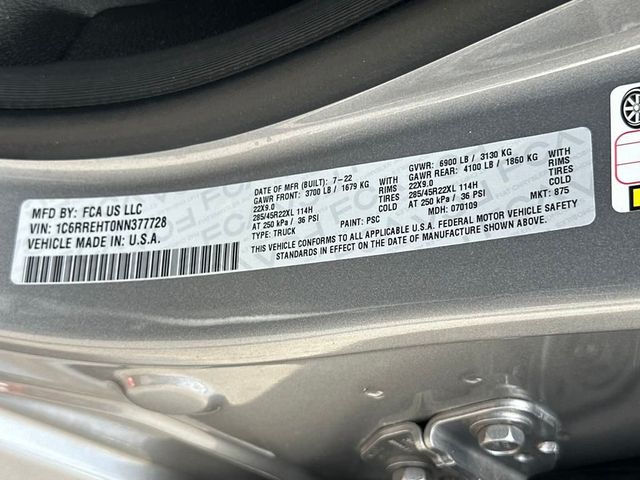 MFD BY: FCA US LLC
VIN: 1C6RREHT0NN377728
VEHICLE MADE IN: U.S.A.
DATE OF MFR (BUILT): 7-22 GVWR: 6900 LB / 3130 KG
GAWR FRONT: 3700 LB / 1679 KG WITH GAWR REAR: 4100 LB / 1860 KG WITH
22X9.0 RIMS 22X9.0 RIMS
285/45R22XL 114H TIRES 285/45R22XL 114H TIRES
AT 250 kPa / 36 PSI COLD AT 250 kPa / 36 PSI COLD
TYPE: TRUCK PAINT: PSC MDH: 070109 MKT: 875
THIS VEHICLE CONFORMS TO ALL APPLICABLE U.S.A. FEDERAL MOTOR VEHICLE SAFETY
STANDARDS IN EFFECT ON THE DATE OF MANUFACTURE SHOWN ABOVE.